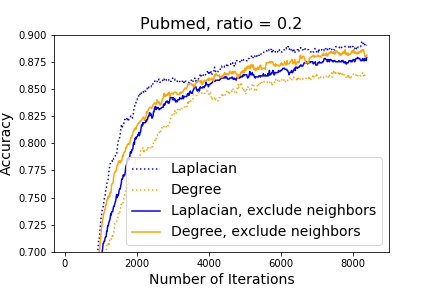 Pubmed, ratio = 0.2
Accuracy
0.900
0.875
0.850
0.825
0.800
0.775
0.750
0.725
0.700
Laplacian
Degree
Laplacian, exclude neighbors
Degree, exclude neighbors
0 2000 4000 6000 8000
Number of Iterations